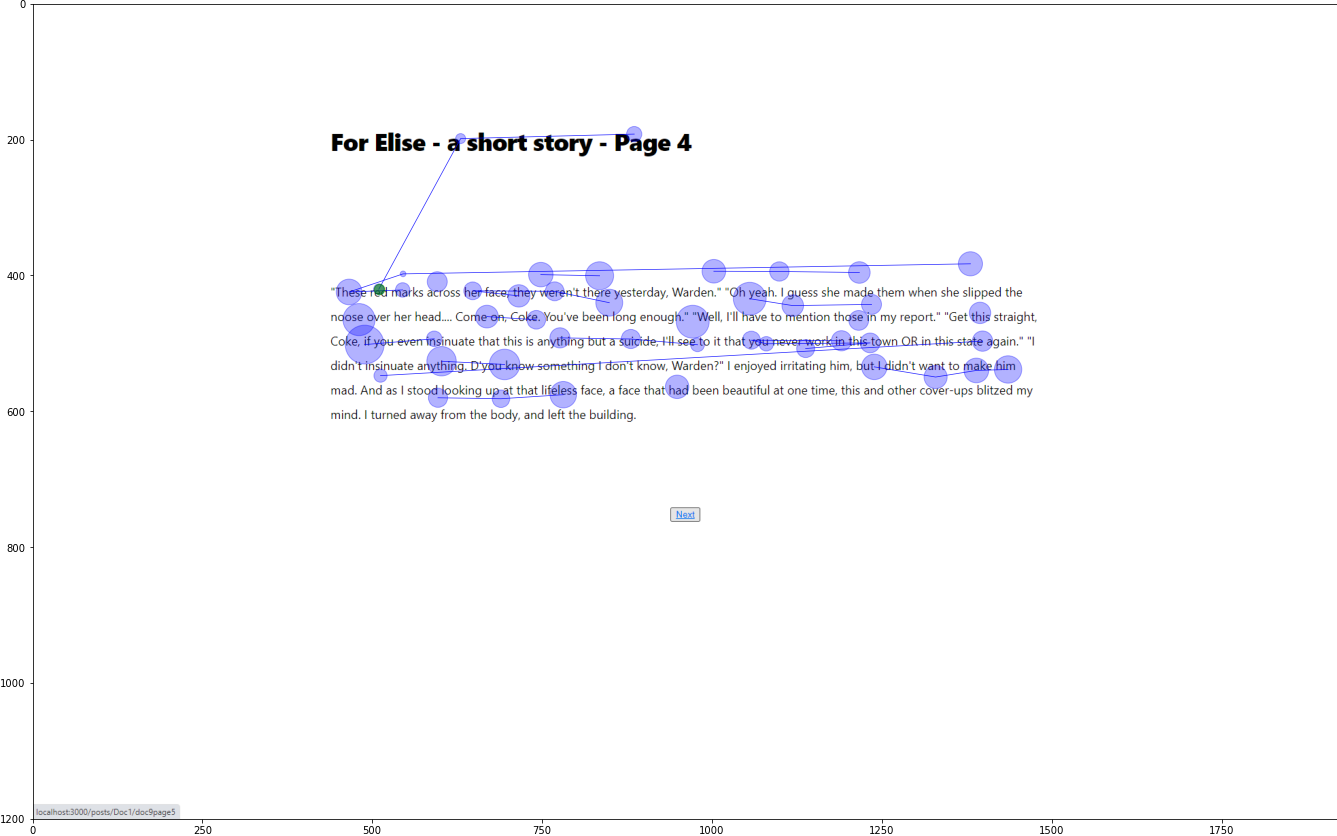 0
200
400
600
800
1000
1200
For Elise - a short story - Page 4
"These red marks across her face, they weren't there yesterday, Warden." "Oh yeah. I guess she made them when she slipped the
noose over her head.... Come on, Coke. You've been long enough." "Well, I'll have to mention those in my report." "Get this straight,
Coke, if you even insinuate that this is anything but a suicide, I'll see to it that you never work in this town OR in this state again." "I
didn't insinuate anything. D'you know something I don't know, Warden?" I enjoyed irritating him, but I didn't want to make him
mad. And as I stood looking up at that lifeless face, a face that had been beautiful at one time, this and other cover-ups blitzed my
mind. I turned away from the body, and left the building.
Next
localhost:3000/posts/Doc1/doc9page5
0 250 500 750 1000 1250 1500 1750